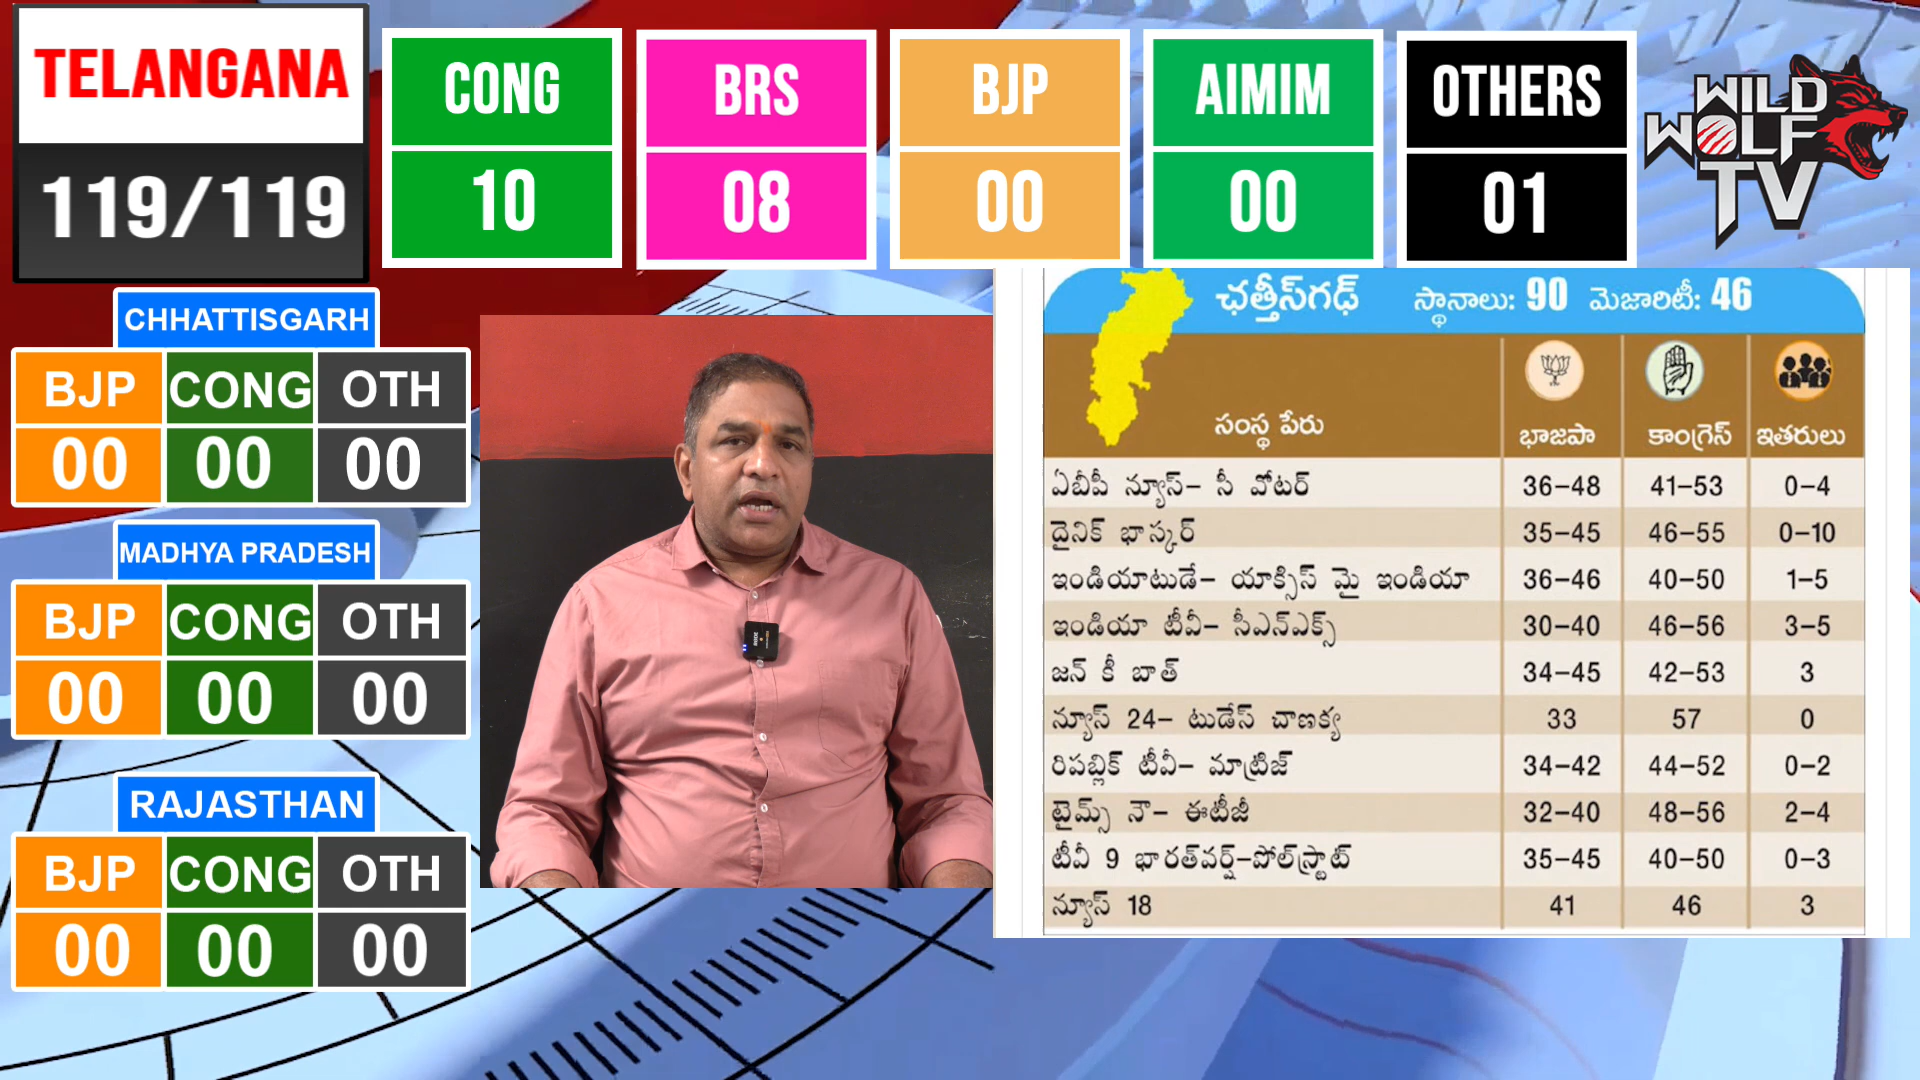 TELANGANA
119/119
CONG
10
BRS
08
BJP
00
AIMIM
00
OTHERS
01
WILD
WOLF
TV
CHHATTISGARH
BJP CONG OTH
00 00 00
MADHYA PRADESH
BJP CONG OTH
00 00 00
RAJASTHAN
BJP CONG OTH
00 00 00
ఛత్తీస్‌గఢ్ స్థానాలు: 90 మెజారిటీ: 46
సంస్థ పేరు భాజపా కాంగ్రెస్ ఇతరులు
ఏబీపీ న్యూస్– సీ వోటర్ 36–48 41–53 0–4
దైనిక్ భాస్కర్ 35–45 46–55 0–10
ఇండియాటుడే– యాక్సిస్ మై ఇండియా 36–46 40–50 1–5
ఇండియా టీవీ– సీఎన్ఎక్స్ 30–40 46–56 3–5
జన్ కీ బాత్ 34–45 42–53 3
న్యూస్ 24– టుడేస్ చాణక్య 33 57 0
రిపబ్లిక్ టీవీ– మాట్రిజ్ 34–42 44–52 0–2
టైమ్స్ నౌ– ఈటీజీ 32–40 48–56 2–4
టీవీ 9 భారత్‌వర్ష్–పోల్‌స్ట్రాట్ 35–45 40–50 0–3
న్యూస్ 18 41 46 3